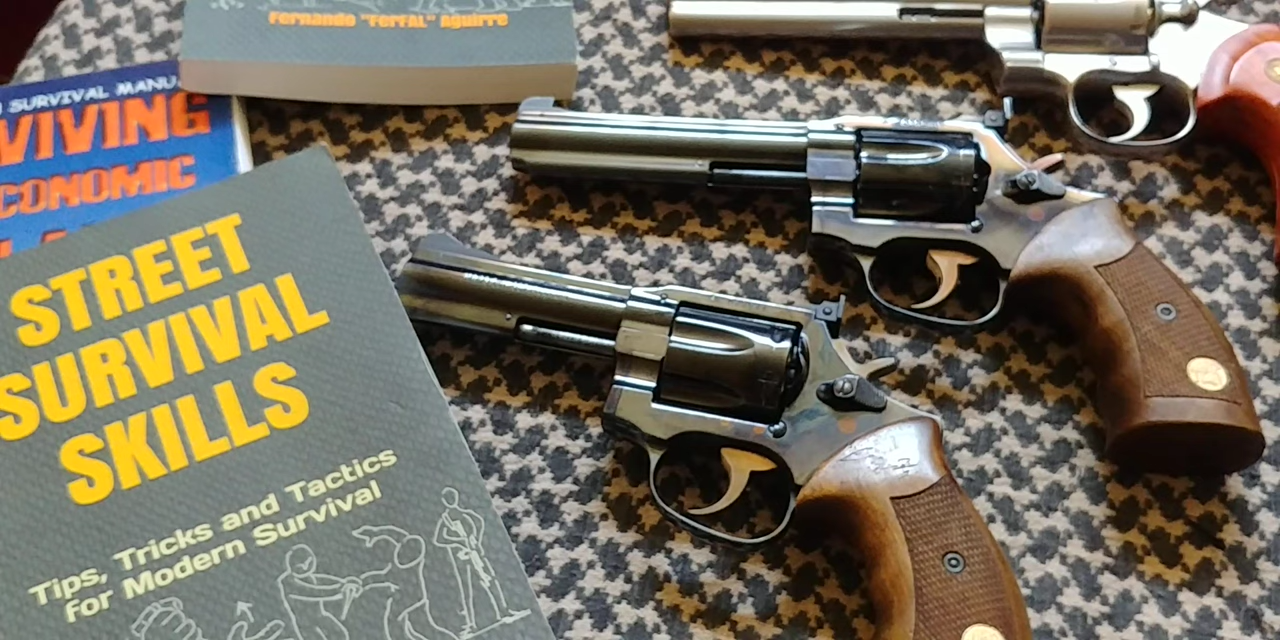 Fernando "FerFAL" Aguirre
SURVIVAL MANU
VIVING
CONOMIC
STREET
SURVIVAL
SKILLS
Tips, Tricks and Tactics
for Modern Survival